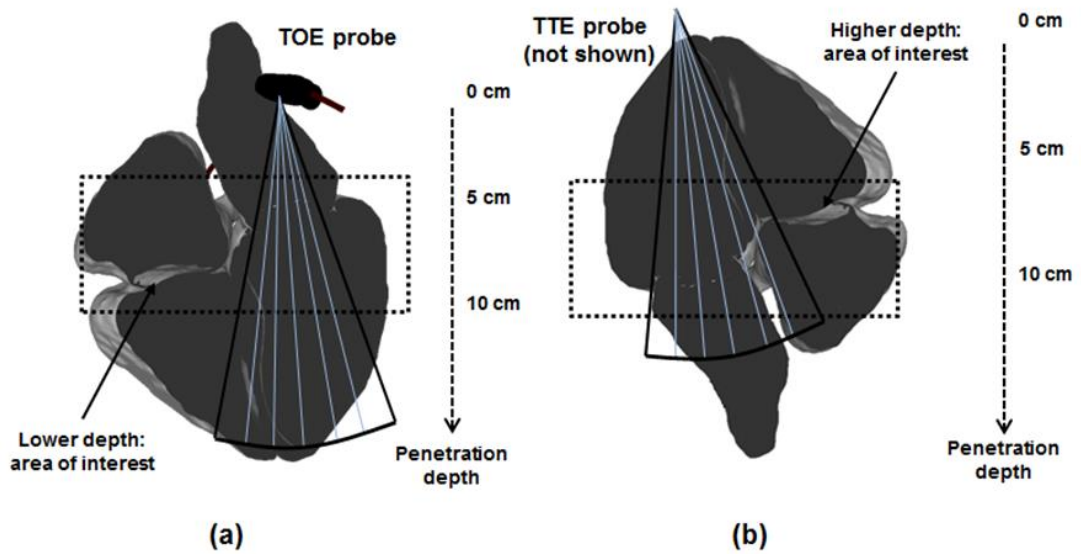 TOE probe
0 cm
5 cm
10 cm
Lower depth:
area of interest
Penetration
depth
(a)
TTE probe
(not shown)
Higher depth:
area of interest
0 cm
5 cm
10 cm
Penetration
depth
(b)